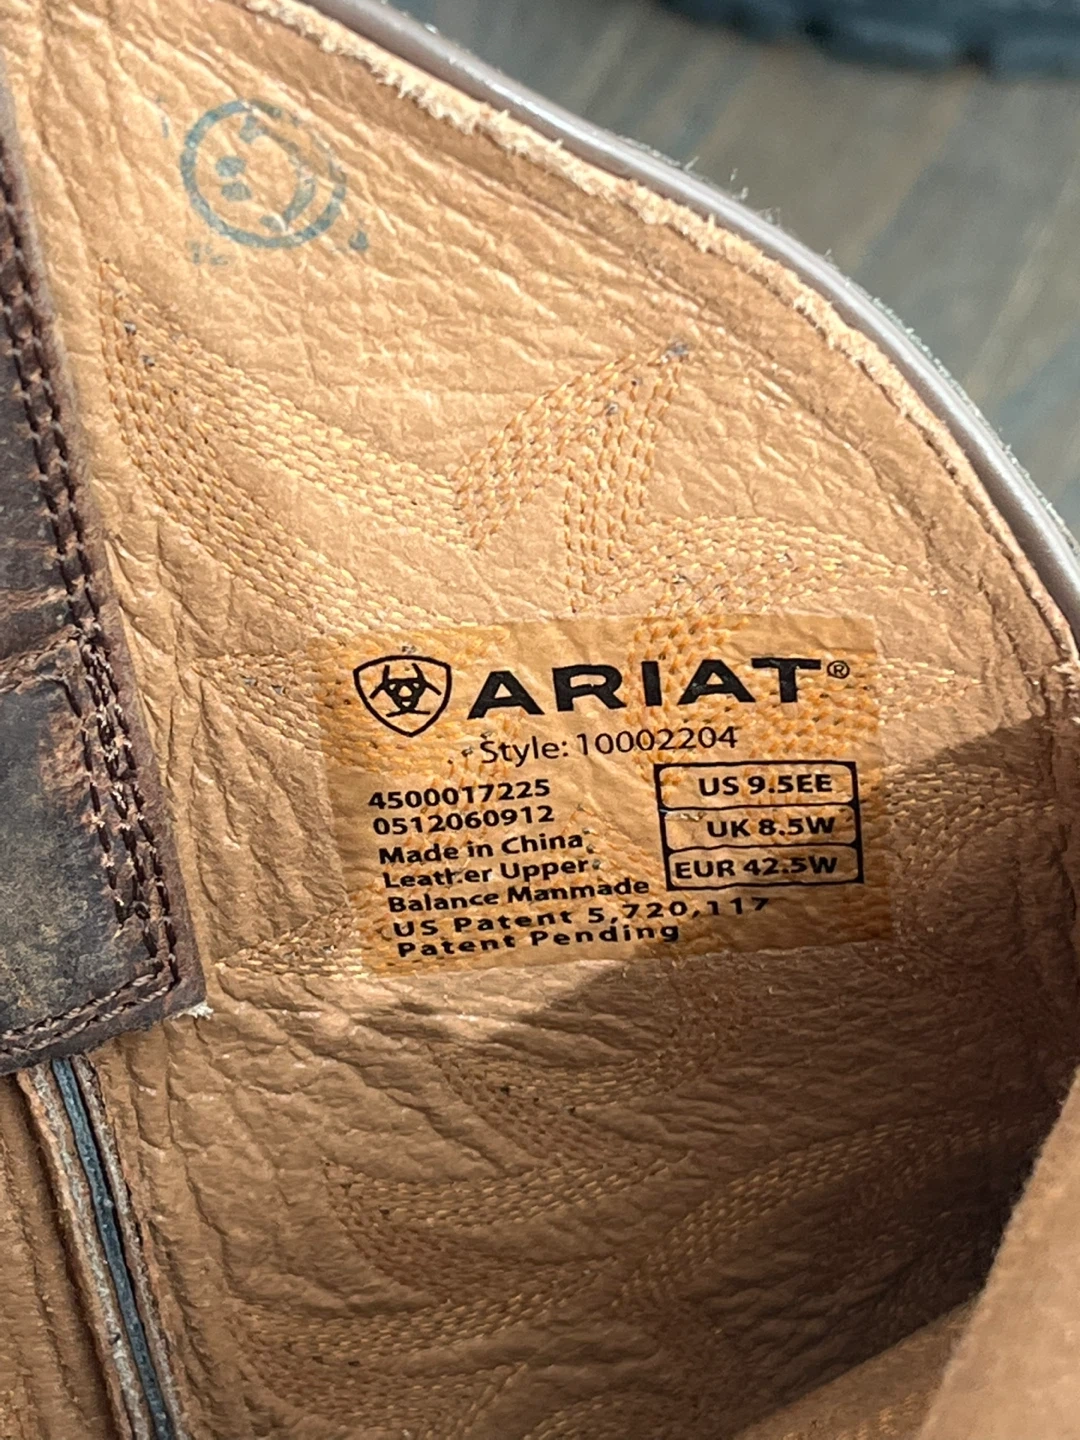 ARIAT®
Style: 10002204
4500017225
0512060912
Made in China
Leather Upper
Balance Manmade
US Patent 5,720,117
Patent Pending
US 9.5EE
UK 8.5W
EUR 42.5W